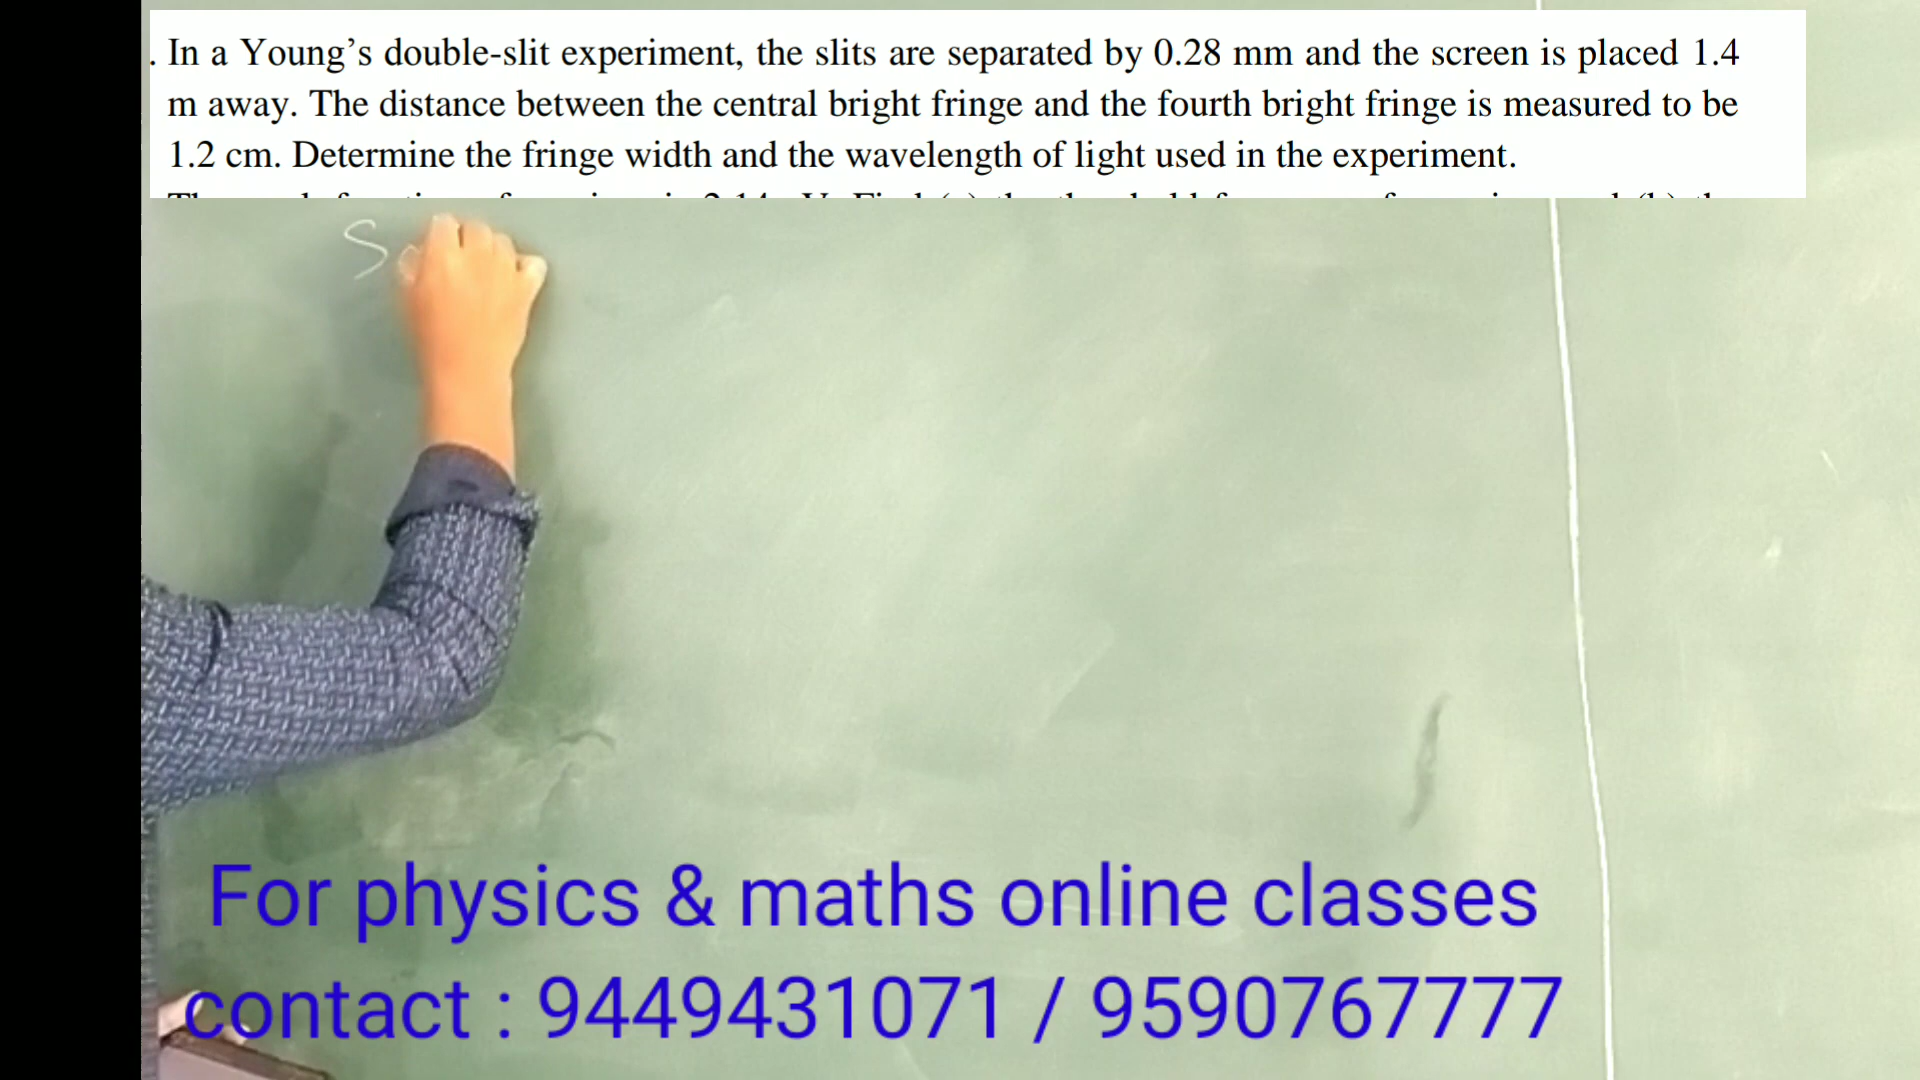 . In a Young’s double-slit experiment, the slits are separated by 0.28 mm and the screen is placed 1.4
m away. The distance between the central bright fringe and the fourth bright fringe is measured to be
1.2 cm. Determine the fringe width and the wavelength of light used in the experiment.
So
For physics & maths online classes
contact : 9449431071 / 9590767777